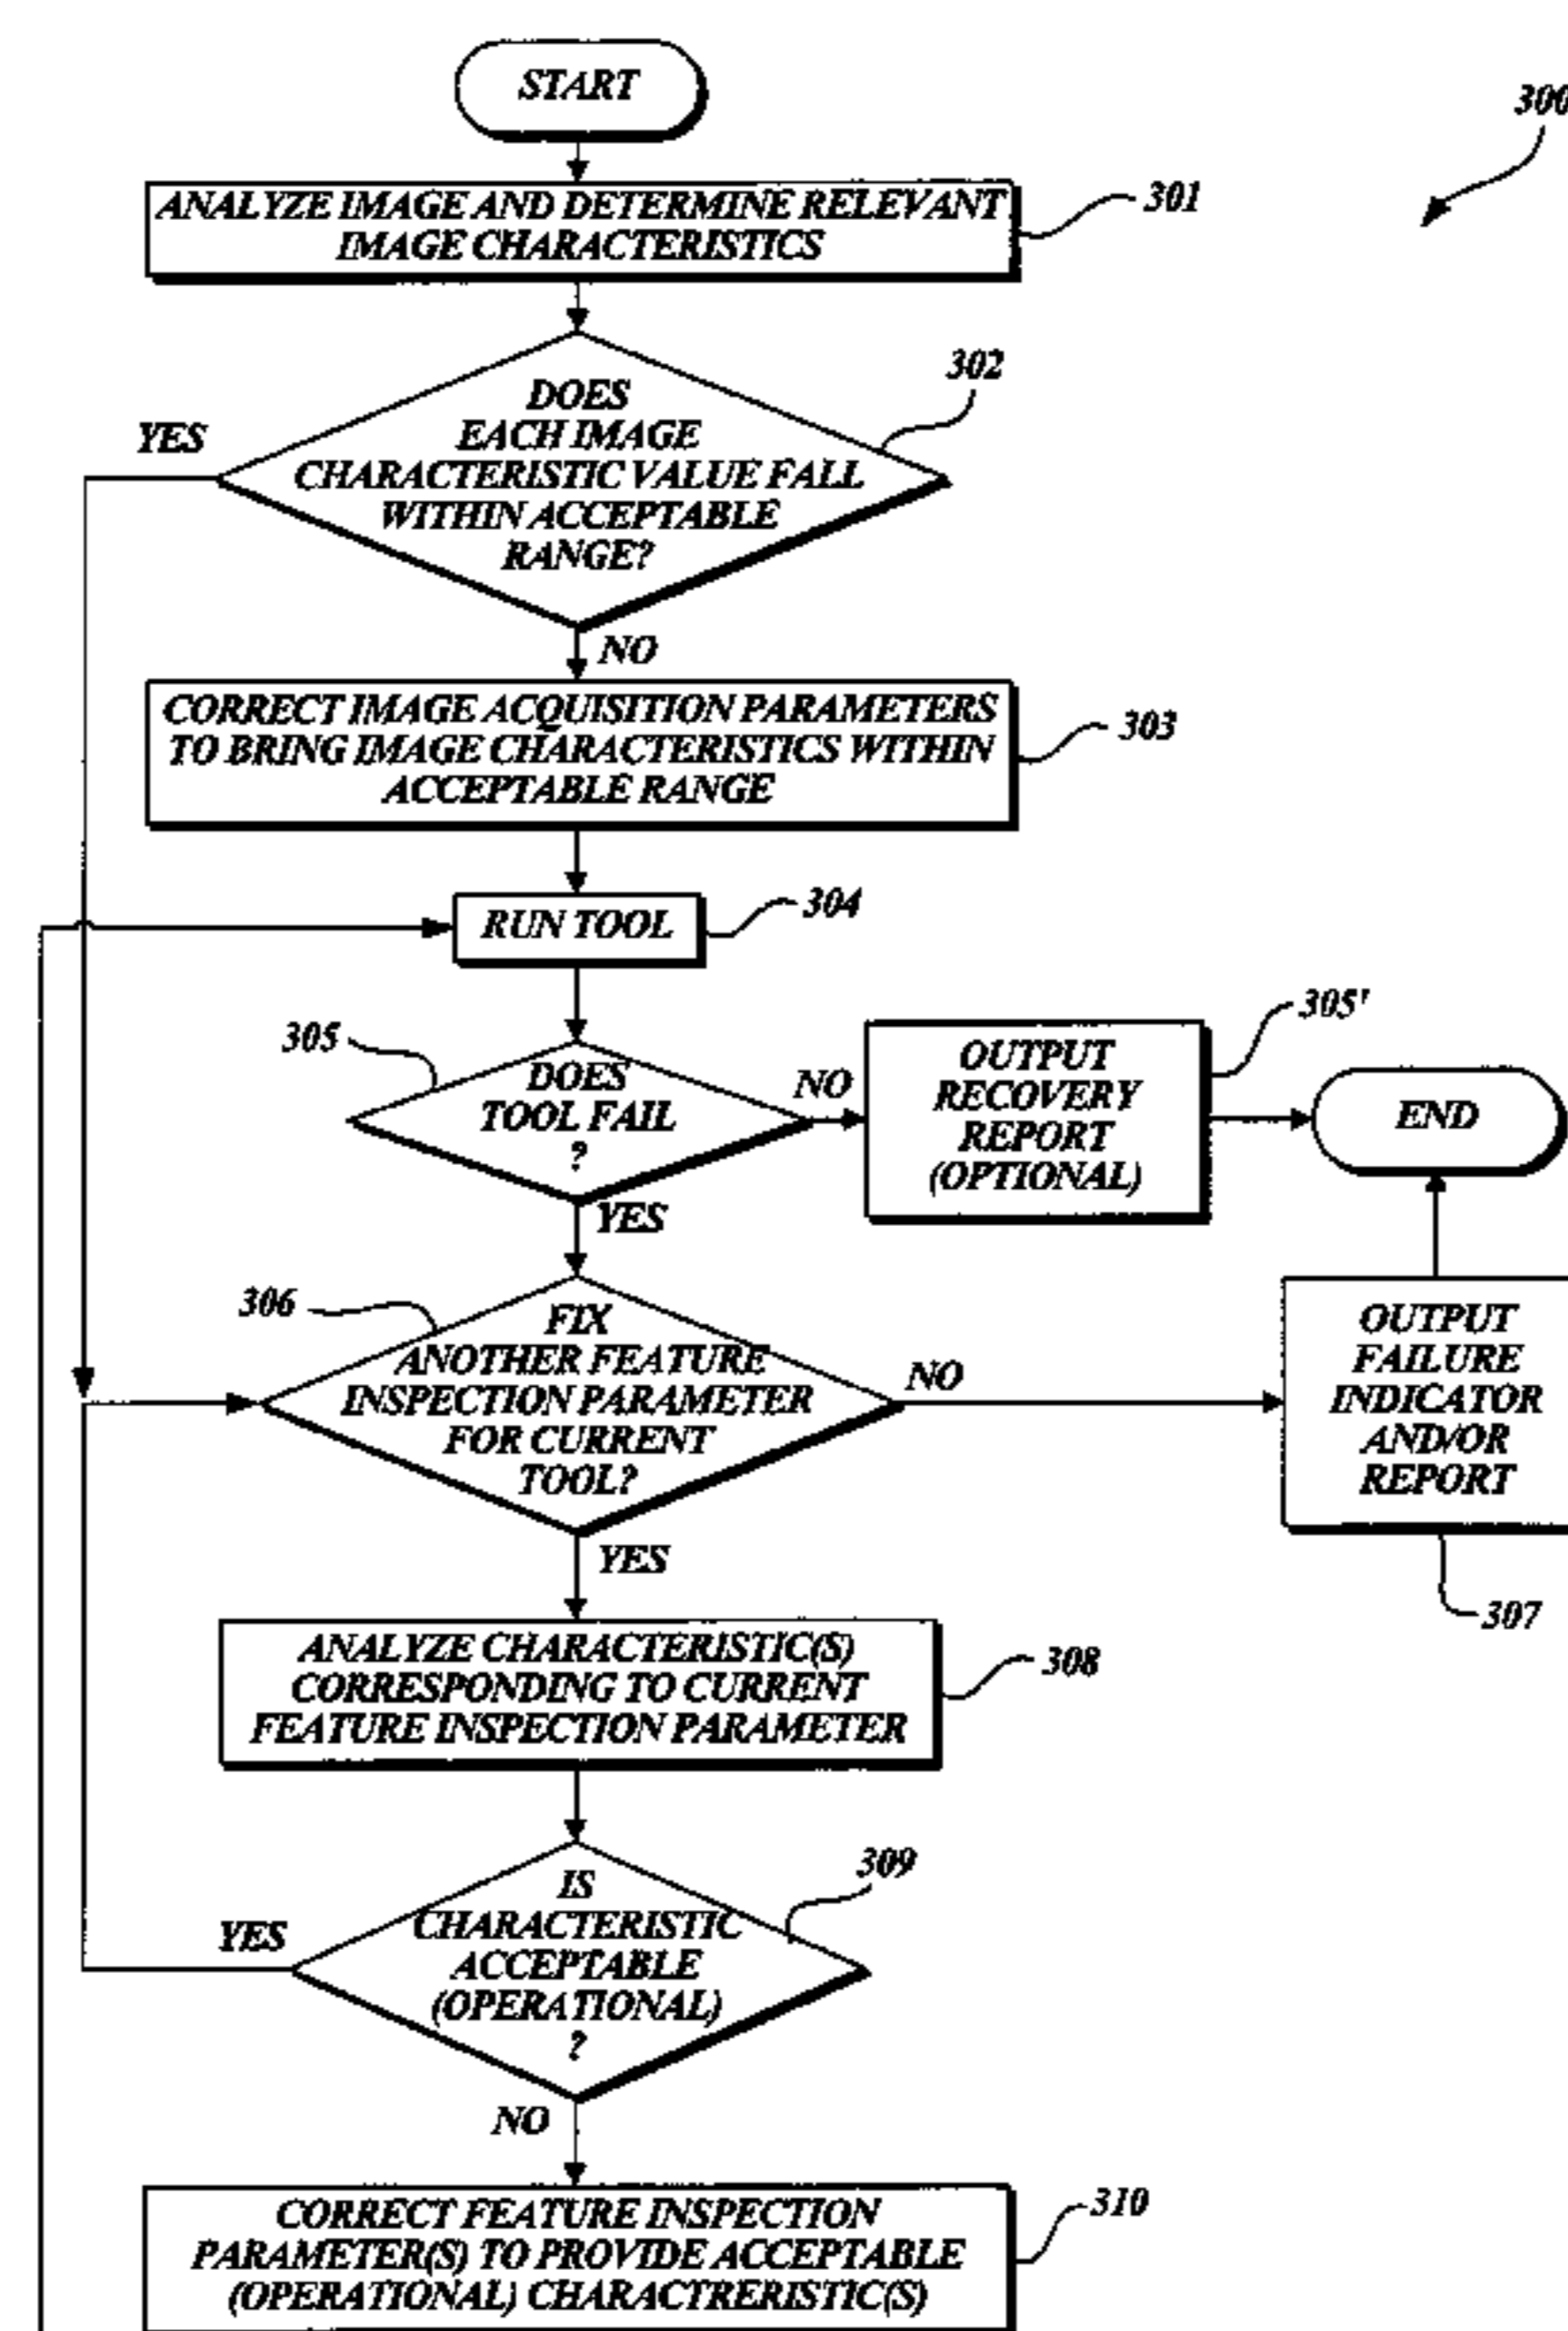 START
300
ANALYZE IMAGE AND DETERMINE RELEVANT
IMAGE CHARACTERISTICS
301
302
YES
DOES
EACH IMAGE
CHARACTERISTIC VALUE FALL
WITHIN ACCEPTABLE
RANGE?
NO
CORRECT IMAGE ACQUISITION PARAMETERS
TO BRING IMAGE CHARACTERISTICS WITHIN
ACCEPTABLE RANGE
303
RUN TOOL
304
305
DOES
TOOL FAIL
?
NO
YES
OUTPUT
RECOVERY
REPORT
(OPTIONAL)
305'
END
306
FIX
ANOTHER FEATURE
INSPECTION PARAMETER
FOR CURRENT
TOOL?
NO
YES
OUTPUT
FAILURE
INDICATOR
AND/OR
REPORT
307
ANALYZE CHARACTERISTIC(S)
CORRESPONDING TO CURRENT
FEATURE INSPECTION PARAMETER
308
309
YES
IS
CHARACTERISTIC
ACCEPTABLE
(OPERATIONAL)
?
NO
CORRECT FEATURE INSPECTION
PARAMETER(S) TO PROVIDE ACCEPTABLE
(OPERATIONAL) CHARACTRERISTIC(S)
310